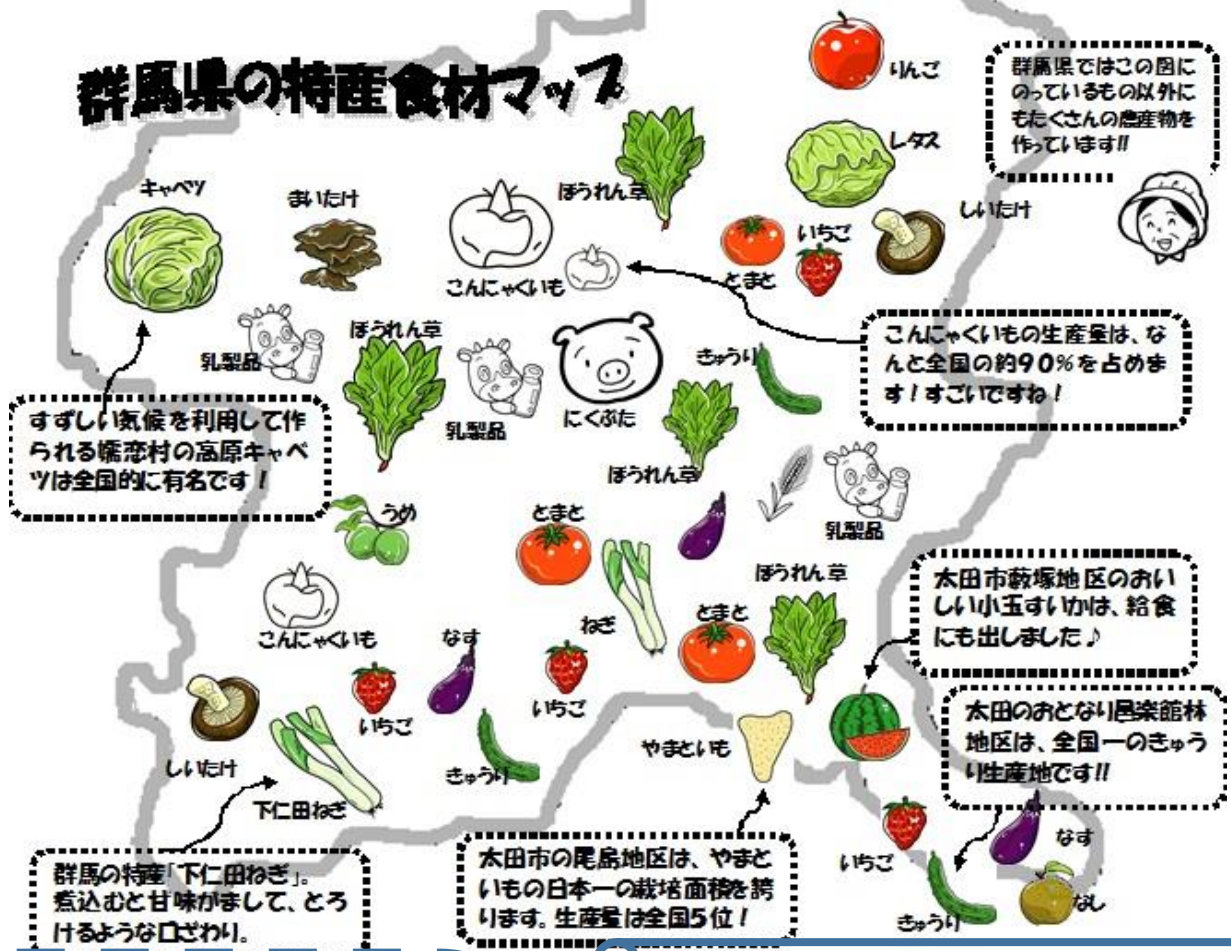 群馬県の特産食材マップ
りんご
群馬県ではこの図に
のっているもの以外に
もたくさんの農産物を
作っています!!
レタス
ほうれん草
キャベツ
まいたけ
しいたけ
いちご
とまと
こんにゃくいも
こんにゃくいもの生産量は、な
んと全国の約90%を占めま
す!すごいですね!
ほうれん草
乳製品
きゅうり
乳製品
にくぶた
すずしい気候を利用して作
られる嬬恋村の高原キャベ
ツは全国的に有名です!
ほうれん草
うめ
とまと
乳製品
ほうれん草
太田市藪塚地区のおい
しい小玉すいかは、給食
にも出しました♪
ねぎ
とまと
こんにゃくいも
なす
いちご
いちご
太田のおとなり邑楽館林
地区は、全国一のきゅう
り生産地です!!
やまといも
しいたけ
きゅうり
下仁田ねぎ
群馬の特産「下仁田ねぎ」。
煮込むと甘味がまして、とろ
けるような口ざわり。
太田市の尾島地区は、やまと
いもの日本一の栽培面積を誇
ります。生産量は全国5位!
いちご
なす
なし
きゅうり